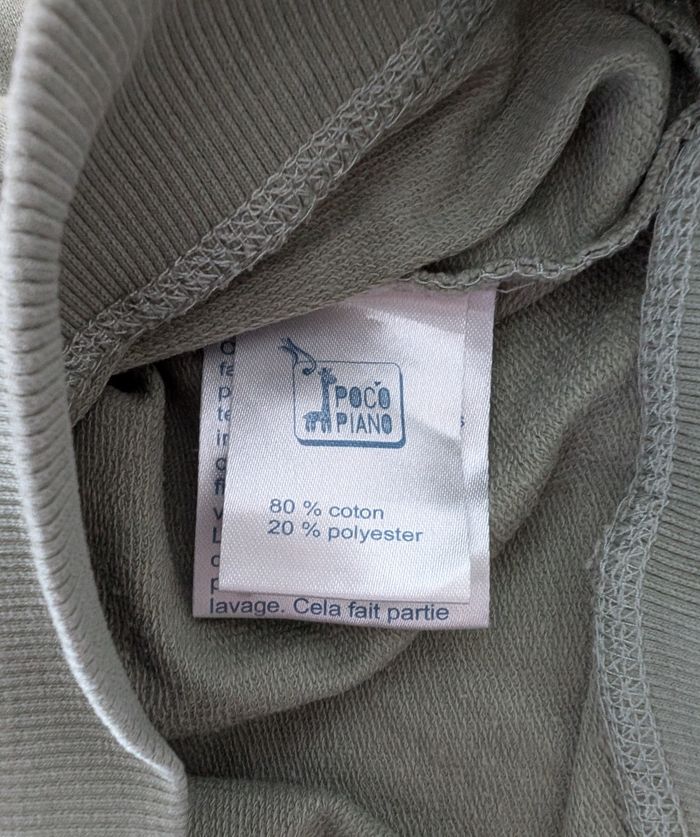 POCO
PIANO
80 % coton
20 % polyester
lavage. Cela fait partie